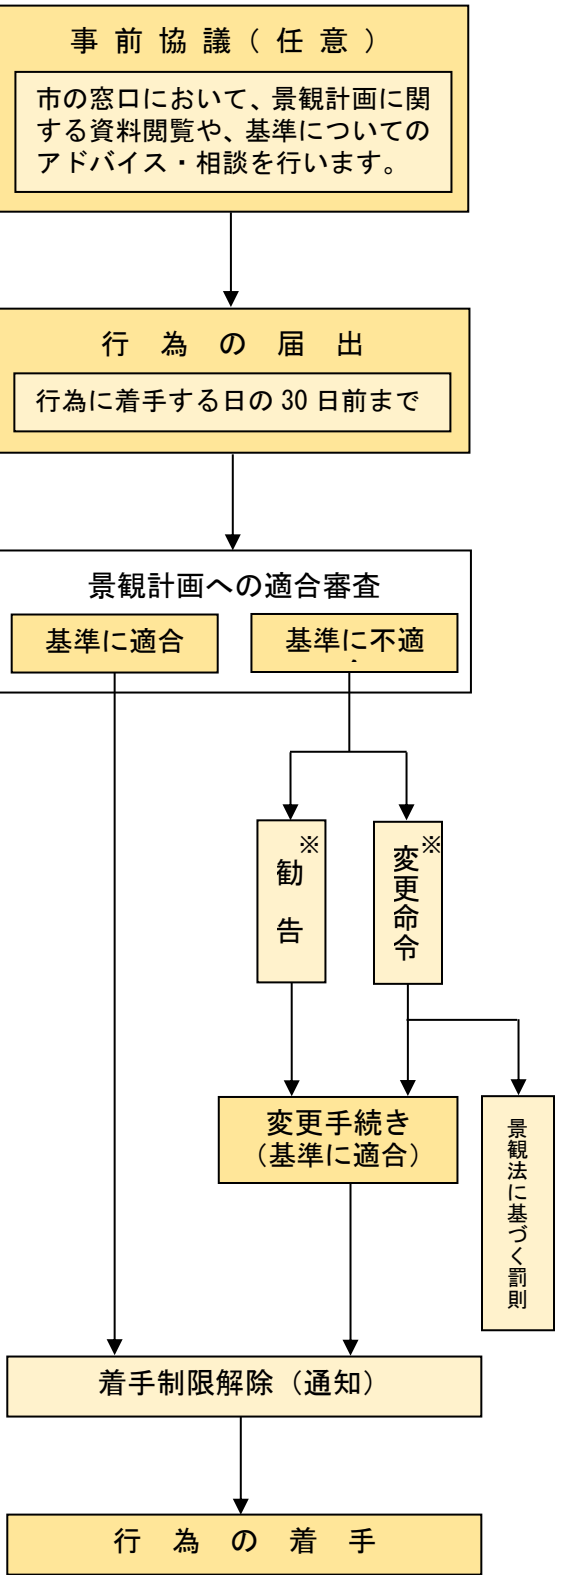 事前協議(任意)
市の窓口において、景観計画に関
する資料閲覧や、基準についての
アドバイス・相談を行います。
行為の届出
行為に着手する日の30日前まで
景観計画への適合審査
基準に適合
基準に不適
※
勧告
※
変更命令
変更手続き
(基準に適合)
景観法に基づく罰則
着手制限解除(通知)
行為の着手